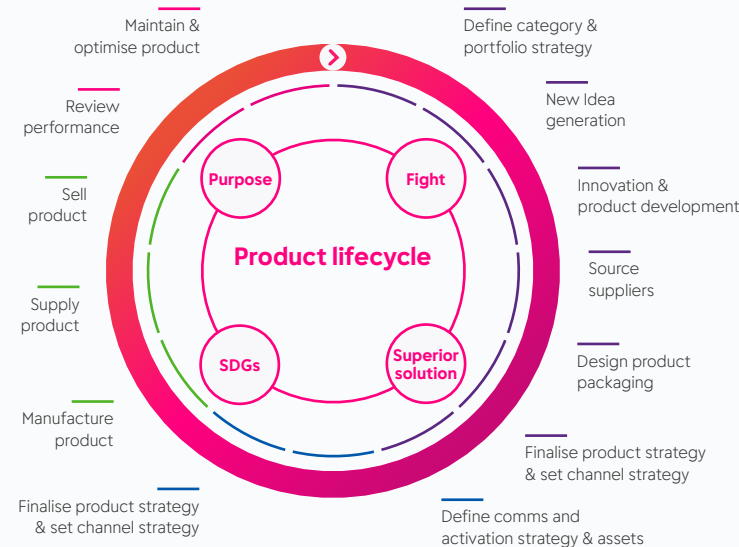 Maintain &
optimise product
Define category &
portfolio strategy
Review
performance
New Idea
generation
Sell
product
Innovation &
product development
Supply
product
Source
suppliers
Manufacture
product
Design product
packaging
Finalise product strategy
& set channel strategy
Finalise product strategy
& set channel strategy
Define comms and
activation strategy & assets
Purpose
Fight
Product lifecycle
SDGs
Superior
solution